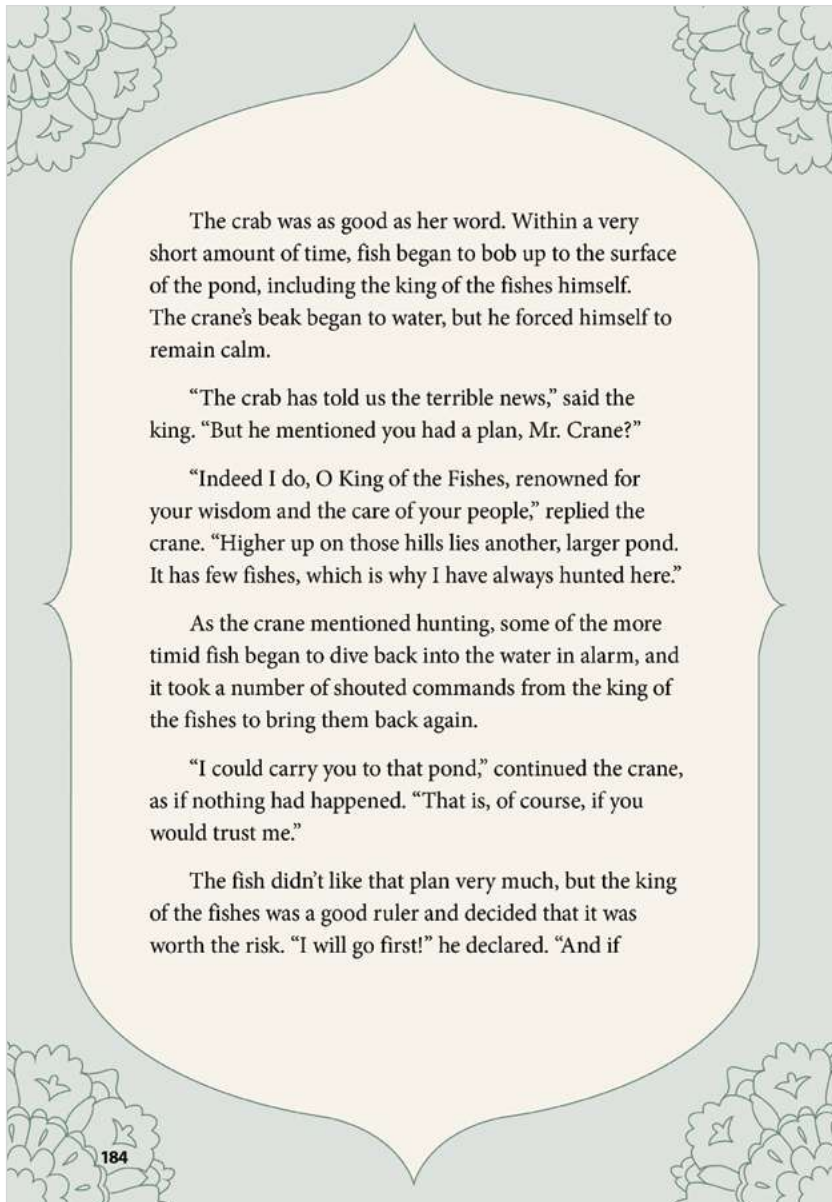 The crab was as good as her word. Within a very
short amount of time, fish began to bob up to the surface
of the pond, including the king of the fishes himself.
The crane’s beak began to water, but he forced himself to
remain calm.
“The crab has told us the terrible news,” said the
king. “But he mentioned you had a plan, Mr. Crane?”
“Indeed I do, O King of the Fishes, renowned for
your wisdom and the care of your people,” replied the
crane. “Higher up on those hills lies another, larger pond.
It has few fishes, which is why I have always hunted here.”
As the crane mentioned hunting, some of the more
timid fish began to dive back into the water in alarm, and
it took a number of shouted commands from the king of
the fishes to bring them back again.
“I could carry you to that pond,” continued the crane,
as if nothing had happened. “That is, of course, if you
would trust me.”
The fish didn’t like that plan very much, but the king
of the fishes was a good ruler and decided that it was
worth the risk. “I will go first!” he declared. “And if
184